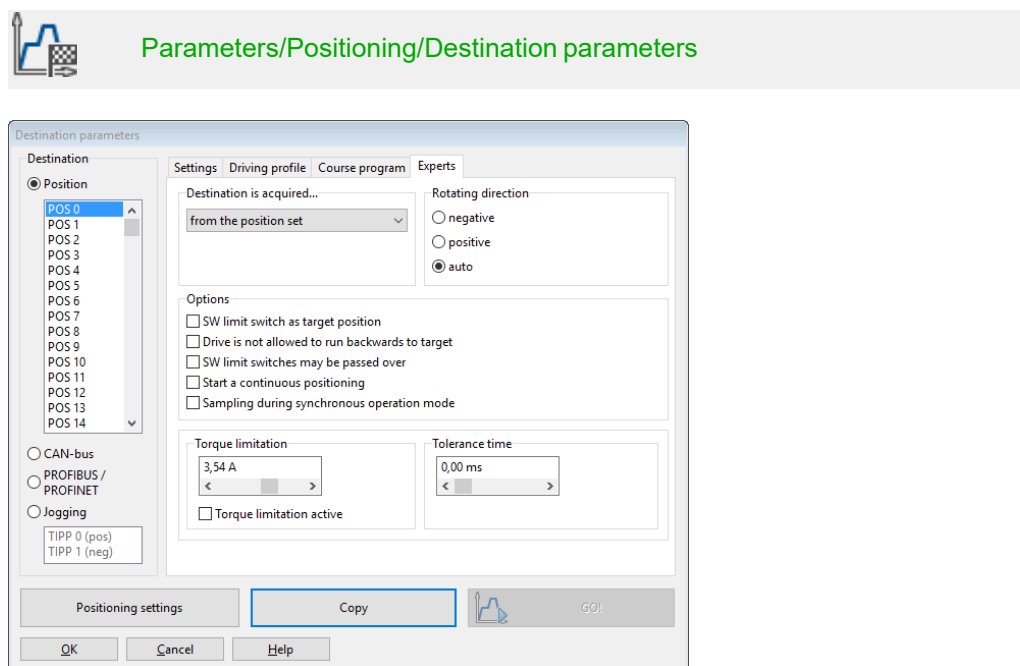 Parameters/Positioning/Destination parameters
Destination parameters
Destination
Position
POS 0
POS 1
POS 2
POS 3
POS 4
POS 5
POS 6
POS 7
POS 8
POS 9
POS 10
POS 11
POS 12
POS 13
POS 14
CAN-bus
PROFIBUS /
PROFINET
Jogging
TIPP 0 (pos)
TIPP 1 (neg)
Settings Driving profile Course program Experts
Destination is acquired...
from the position set
Rotating direction
negative
positive
auto
Options
SW limit switch as target position
Drive is not allowed to run backwards to target
SW limit switches may be passed over
Start a continuous positioning
Sampling during synchronous operation mode
Torque limitation
3,54 A
Torque limitation active
Tolerance time
0,00 ms
Positioning settings Copy GO!
OK Cancel Help